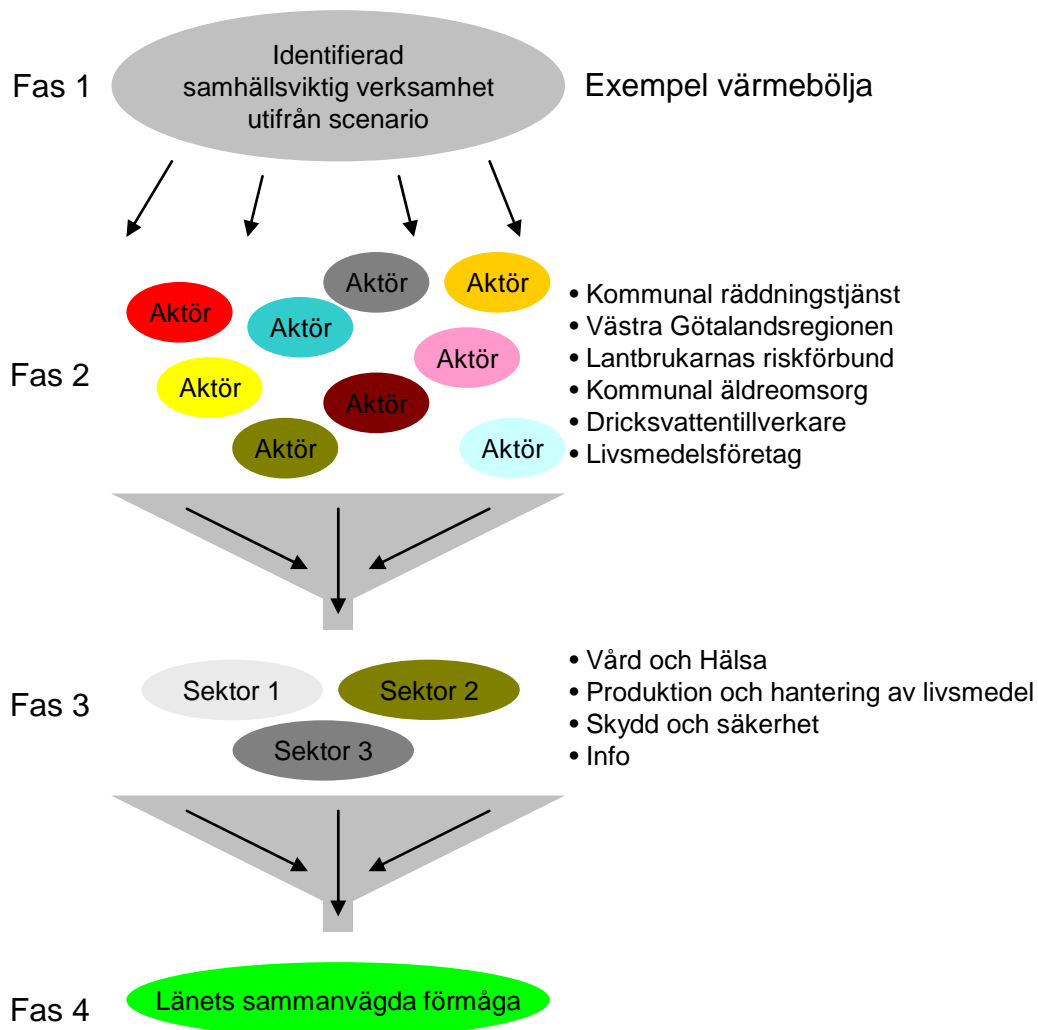 Fas 1
Identifierad
samhällsviktig verksamhet
utifrån scenario
Exempel värmebölja
Fas 2
Aktör
Aktör
Aktör
Aktör
Aktör
Aktör
Aktör
Aktör
Aktör
• Kommunal räddningstjänst
• Västra Götalandsregionen
• Lantbrukarnas riskförbund
• Kommunal äldreomsorg
• Dricksvattentillverkare
• Livsmedelsföretag
Fas 3
Sektor 1
Sektor 2
Sektor 3
• Vård och Hälsa
• Produktion och hantering av livsmedel
• Skydd och säkerhet
• Info
Fas 4
Länets sammanvägda förmåga